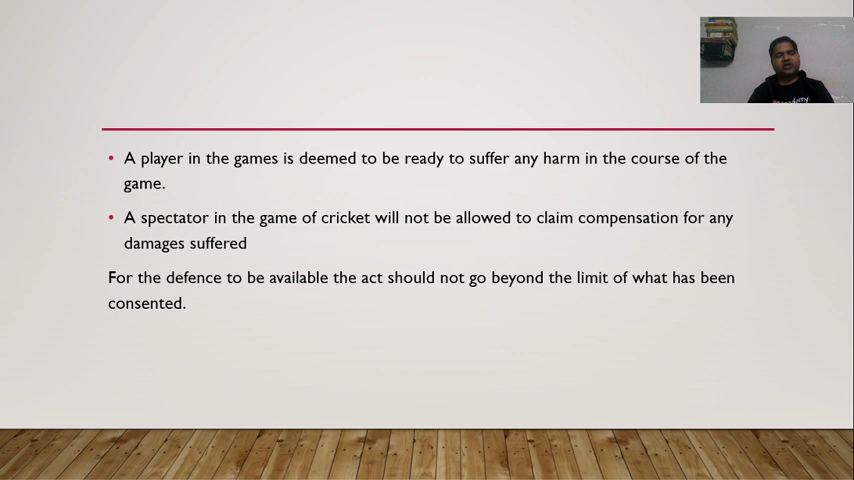 • A player in the games is deemed to be ready to suffer any harm in the course of the
game.
• A spectator in the game of cricket will not be allowed to claim compensation for any
damages suffered
For the defence to be available the act should not go beyond the limit of what has been
consented.